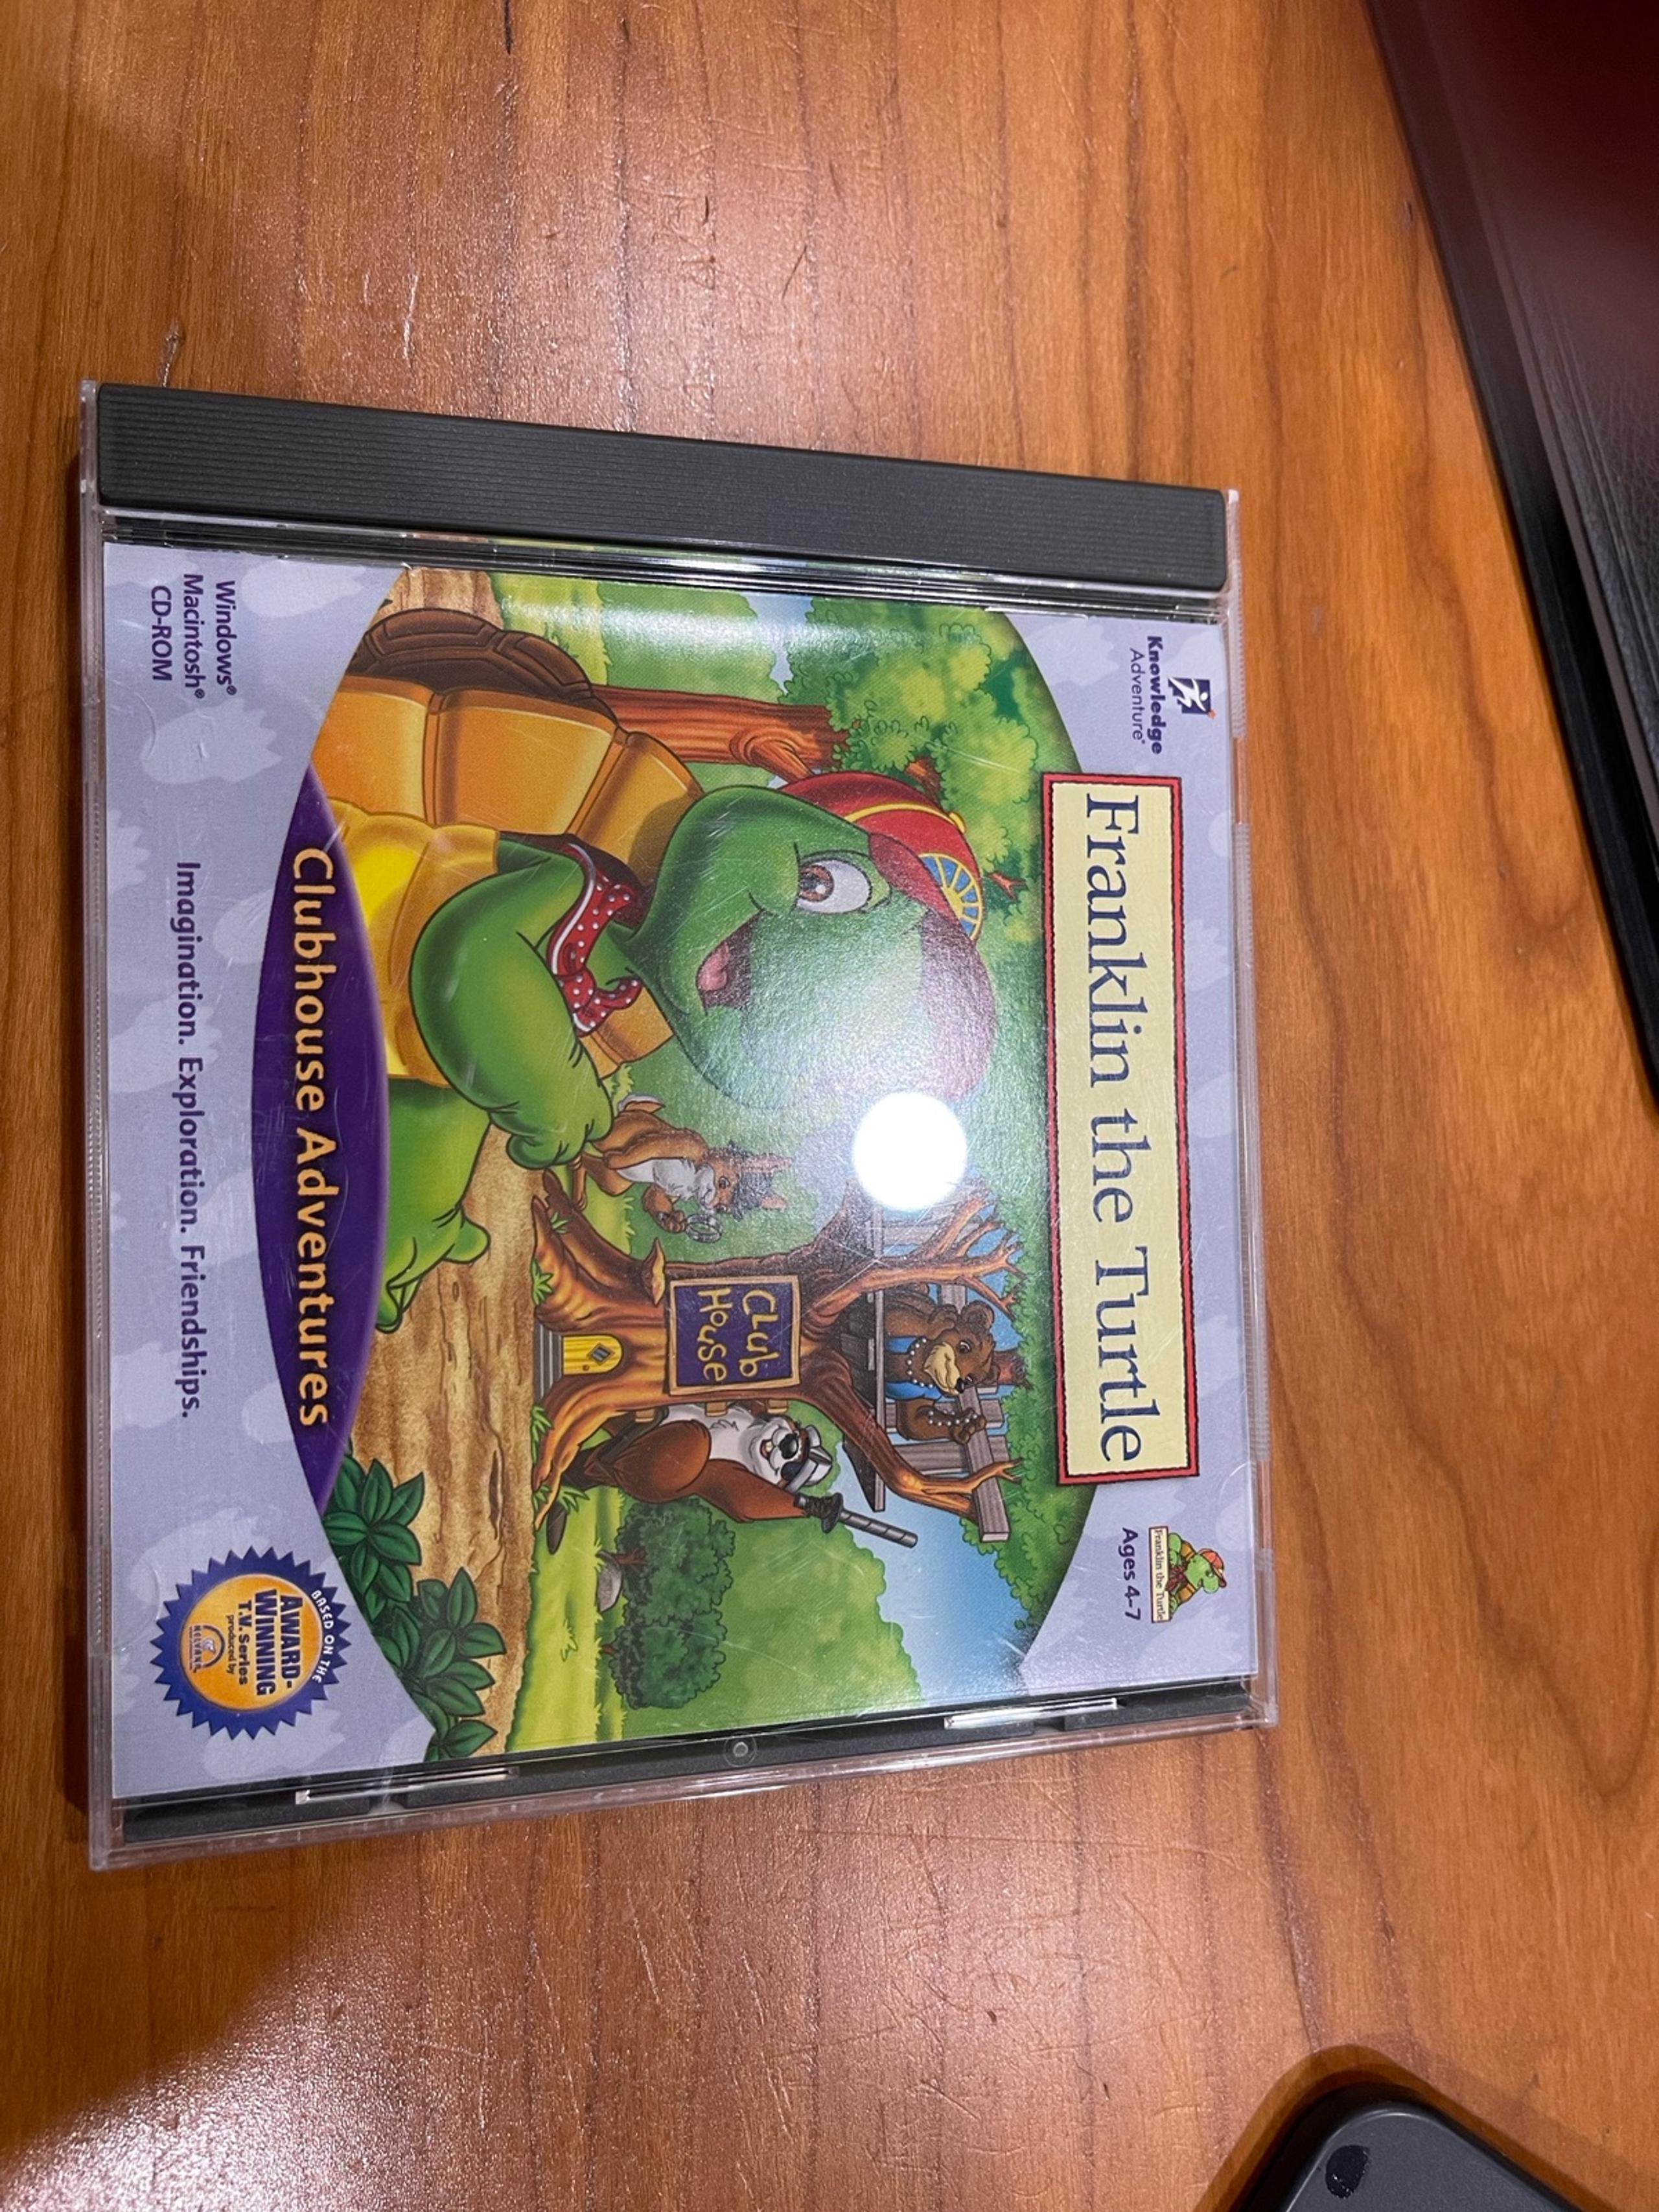 Knowledge
Adventure®
Franklin the Turtle
Franklin the Turtle
Ages 4-7
CLub
House
Clubhouse Adventures
Windows®
Macintosh®
CD-ROM
Imagination. Exploration. Friendships.
BASED ON THE
AWARD-
WINNING
T.V. Series
produced by
NELVANA